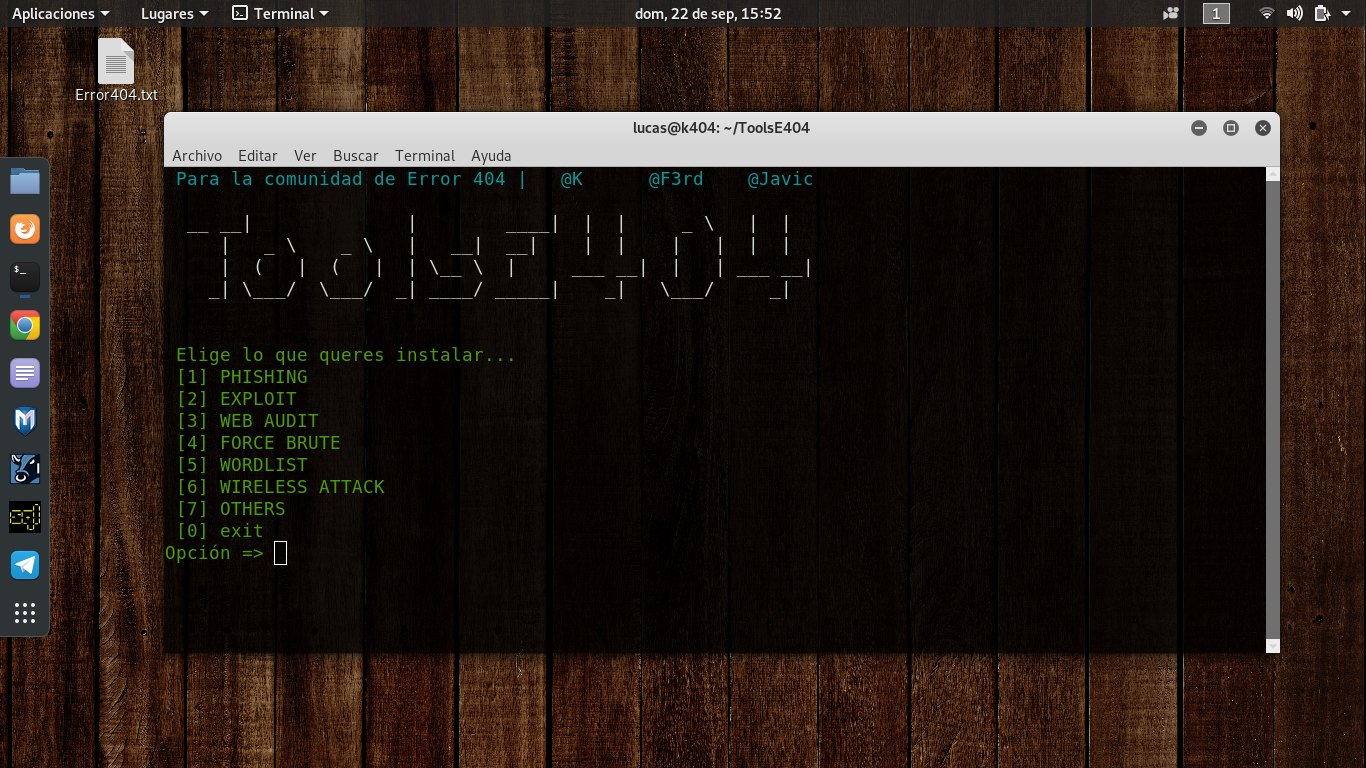 Aplicaciones Lugares Terminal dom, 22 de sep, 15:52 1
Error404.txt
lucas@k404: ~/ToolsE404
Archivo Editar Ver Buscar Terminal Ayuda
Para la comunidad de Error 404 | @K @F3rd @Javic
ToolsE404
Elige lo que queres instalar...
[1] PHISHING
[2] EXPLOIT
[3] WEB AUDIT
[4] FORCE BRUTE
[5] WORDLIST
[6] WIRELESS ATTACK
[7] OTHERS
[0] exit
Opción =>